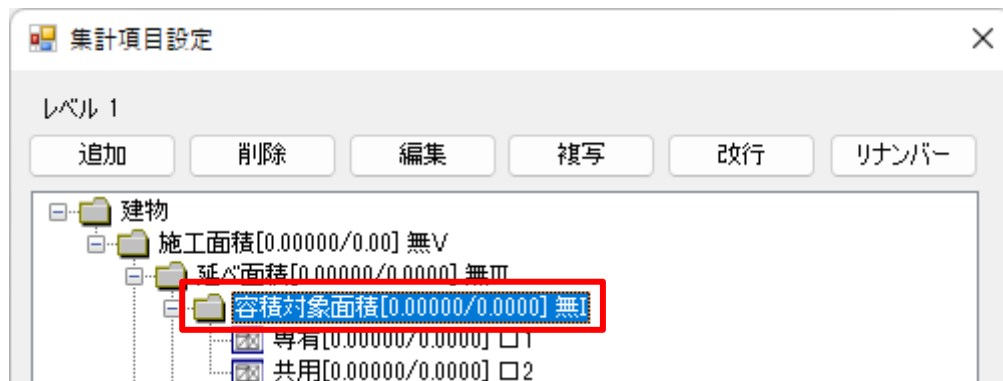 集計項目設定
レベル 1
追加 削除 編集 複写 改行 リナンバー
建物
施工面積[0.00000/0.00] 無Ⅴ
延べ面積[0.00000/0.0000] 無Ⅲ
容積対象面積[0.00000/0.0000] 無Ⅰ
専有[0.00000/0.0000] ロ1
共用[0.00000/0.0000] ロ2